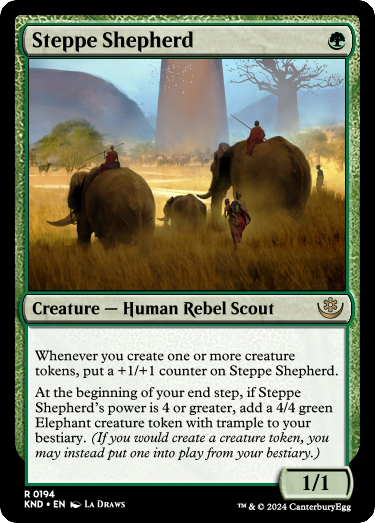 Steppe Shepherd
Creature — Human Rebel Scout
Whenever you create one or more creature
tokens, put a +1/+1 counter on Steppe Shepherd.
At the beginning of your end step, if Steppe
Shepherd's power is 4 or greater, add a 4/4 green
Elephant creature token with trample to your
bestiary. (If you would create a creature token, you
may instead put one into play from your bestiary.)
1/1
R 0194
KND • EN LA DRAWS
™ & © 2024 CanterburyEgg